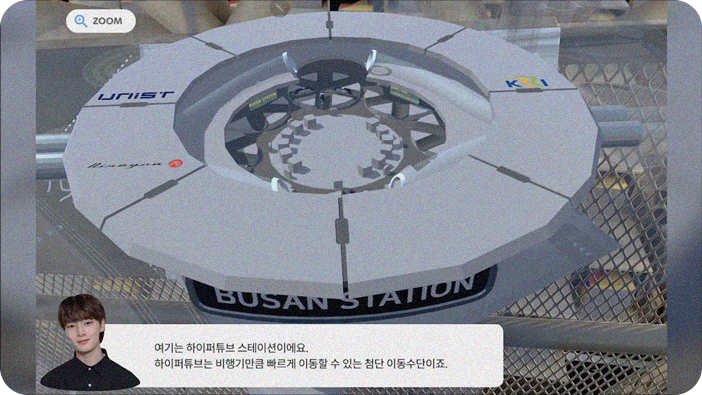 ZOOM
UNIST
KRRI
BUSAN STATION
여기는 하이퍼튜브 스테이션이에요.
하이퍼튜브는 비행기만큼 빠르게 이동할 수 있는 첨단 이동수단이죠.